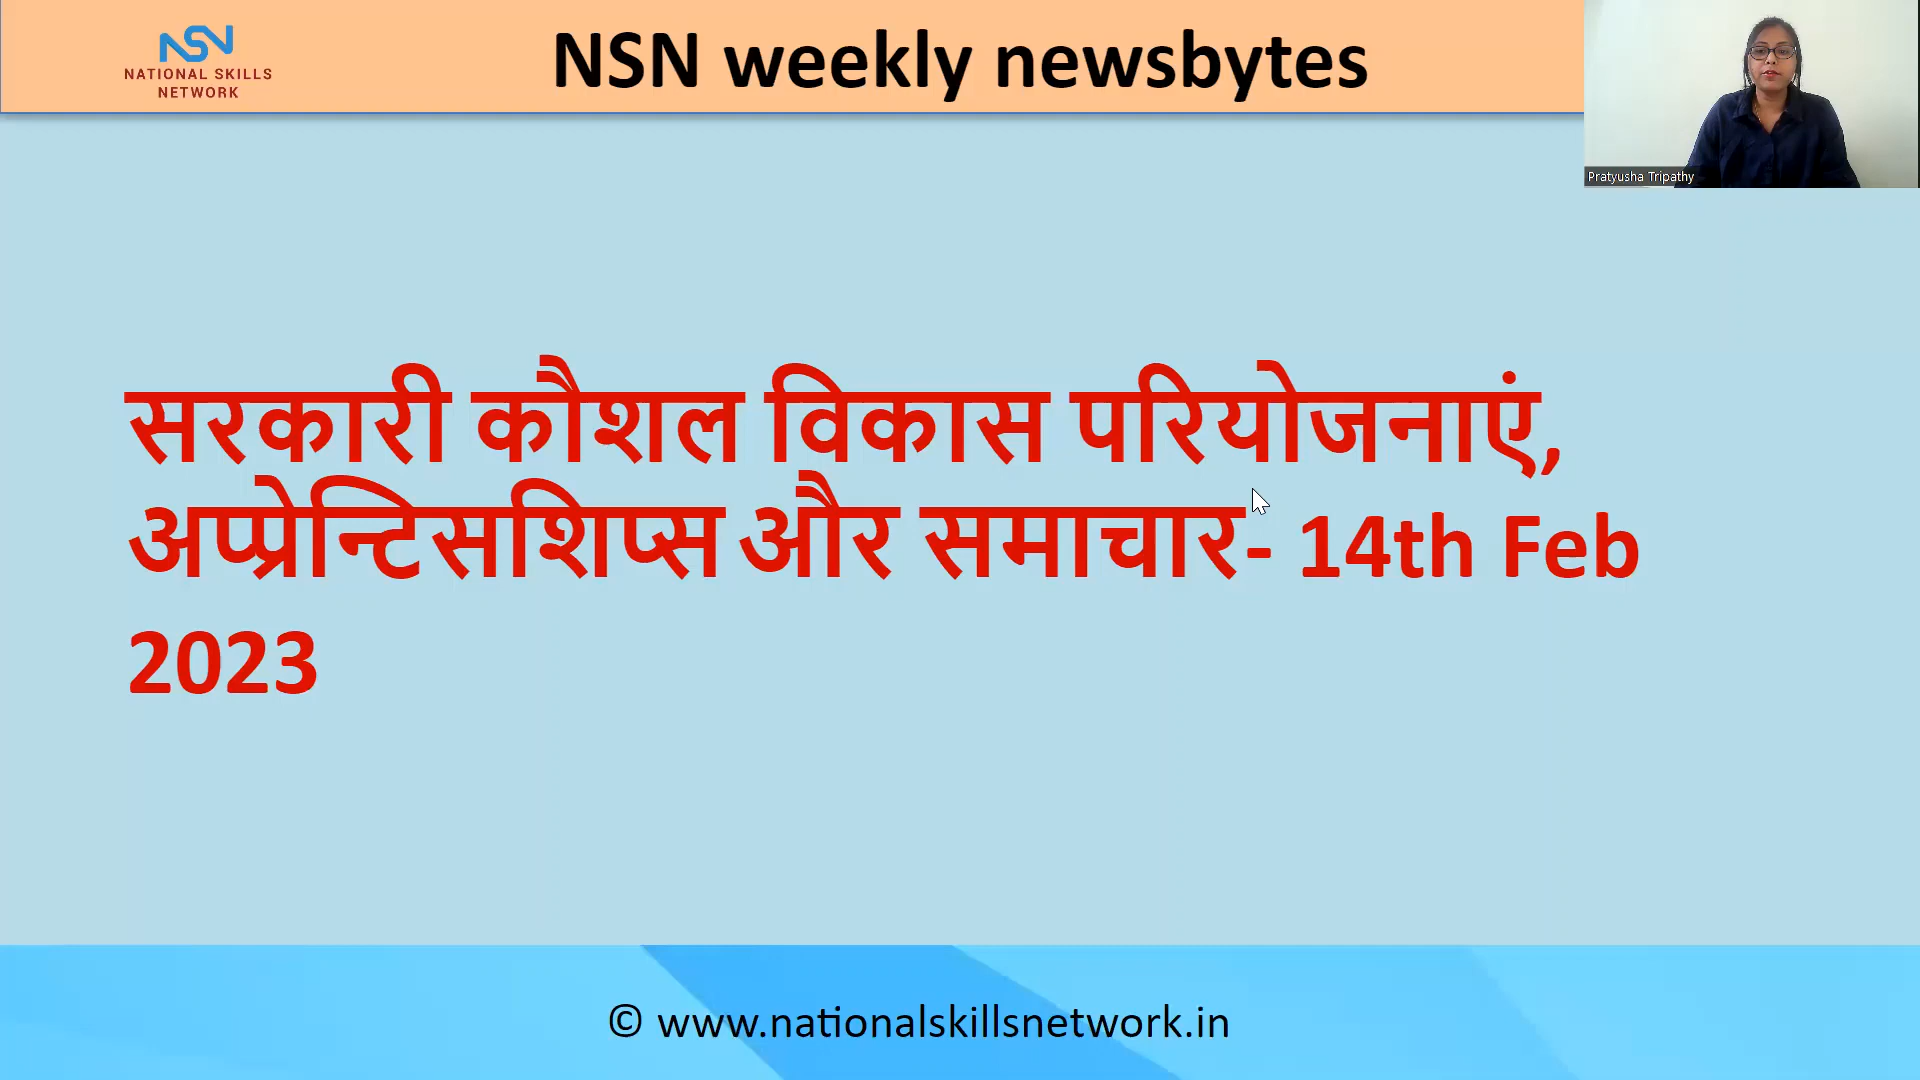 NSN
NATIONAL SKILLS
NETWORK
NSN weekly newsbytes
Pratyusha Tripathy
सरकारी कौशल विकास परियोजनाएं,
अप्प्रेन्टिसशिप्स और समाचार- 14th Feb
2023
© www.nationalskillsnetwork.in